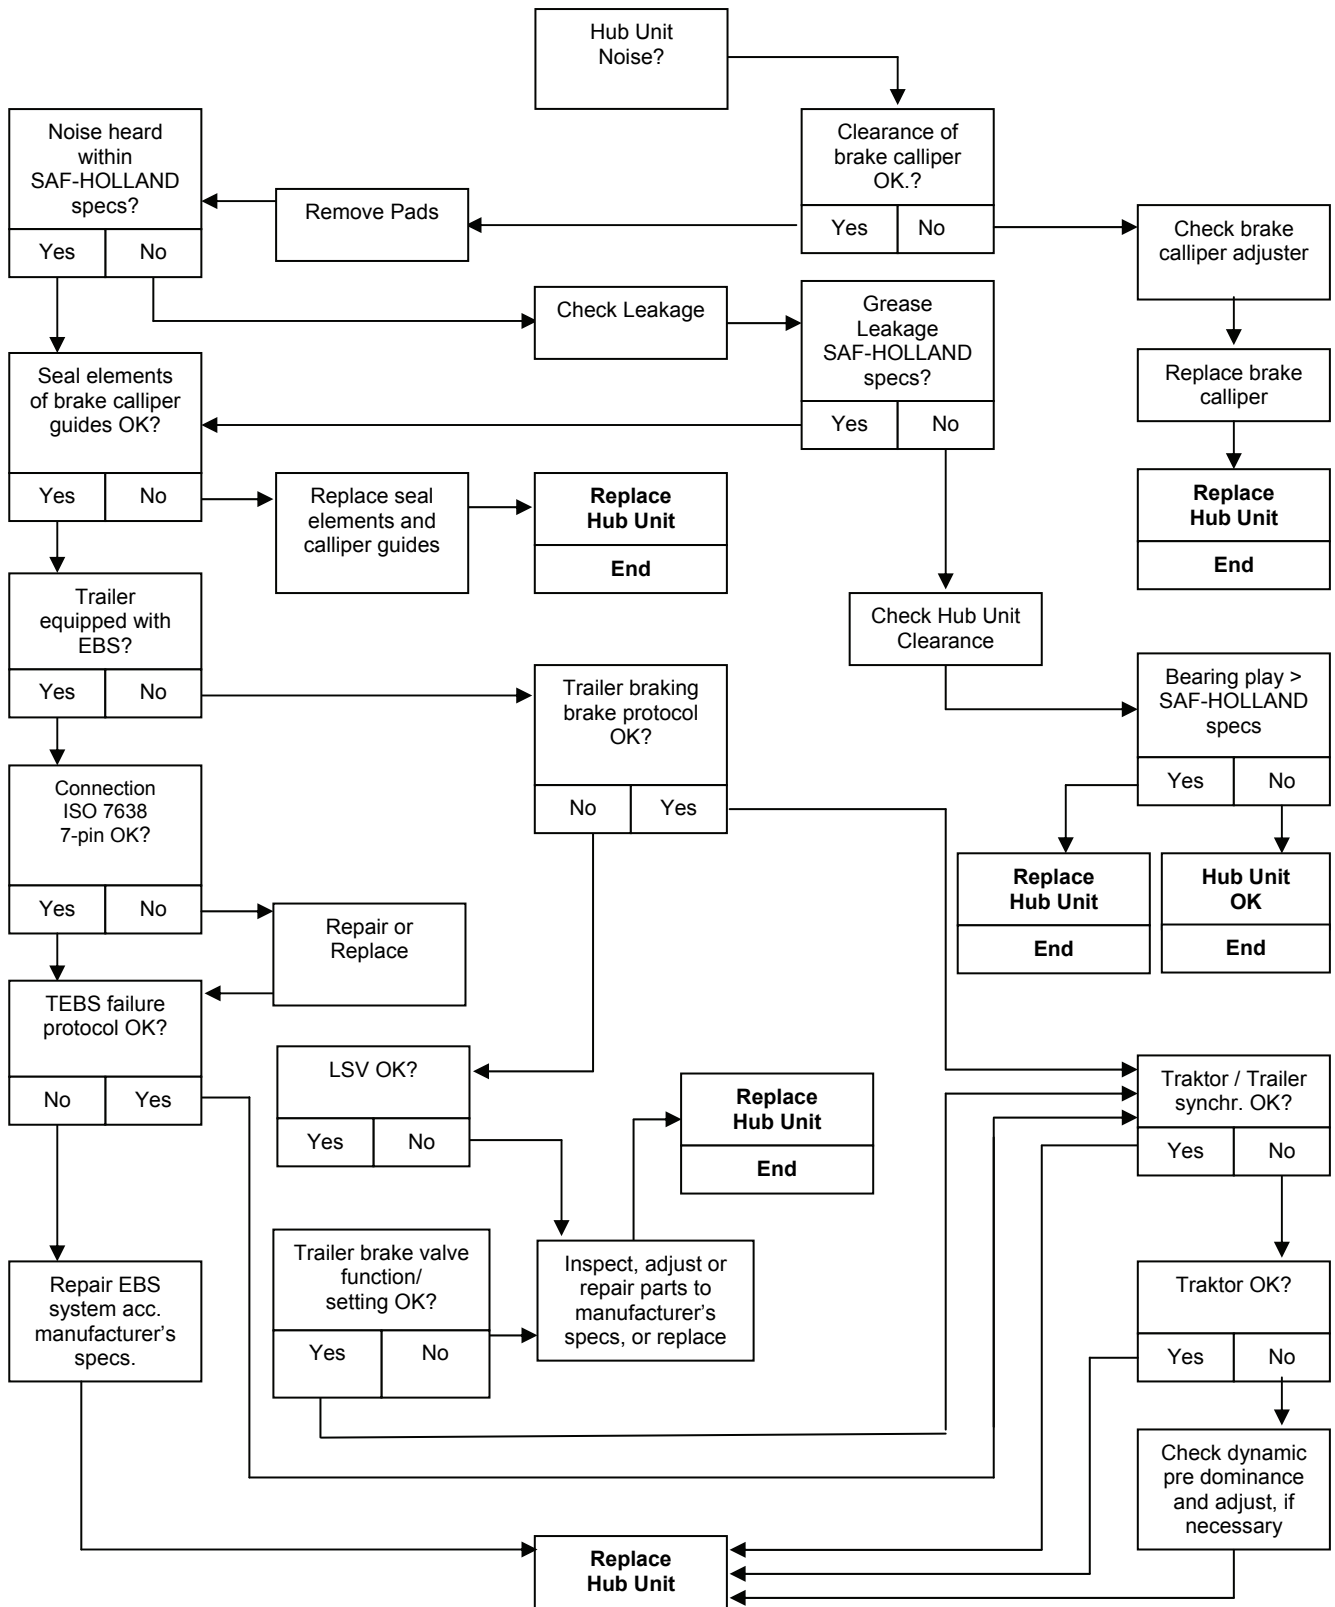 Hub Unit
Noise?
Noise heard
within
SAF-HOLLAND
specs?
Yes
No
Remove Pads
Clearance of
brake calliper
OK.?
Yes
No
Check brake
calliper adjuster
Check Leakage
Grease
Leakage
SAF-HOLLAND
specs?
Yes
No
Replace brake
calliper
Seal elements
of brake calliper
guides OK?
Yes
No
Replace seal
elements and
calliper guides
Replace
Hub Unit
End
Replace
Hub Unit
End
Trailer
equipped with
EBS?
Yes
No
Check Hub Unit
Clearance
Trailer braking
brake protocol
OK?
No
Yes
Bearing play >
SAF-HOLLAND
specs
Yes
No
Connection
ISO 7638
7-pin OK?
Yes
No
Repair or
Replace
Replace
Hub Unit
End
Hub Unit
OK
End
TEBS failure
protocol OK?
No
Yes
LSV OK?
Yes
No
Replace
Hub Unit
End
Traktor / Trailer
synchr. OK?
Yes
No
Repair EBS
system acc.
manufacturer's
specs.
Trailer brake valve
function/
setting OK?
Yes
No
Inspect, adjust or
repair parts to
manufacturer's
specs, or replace
Traktor OK?
Yes
No
Check dynamic
pre dominance
and adjust, if
necessary
Replace
Hub Unit